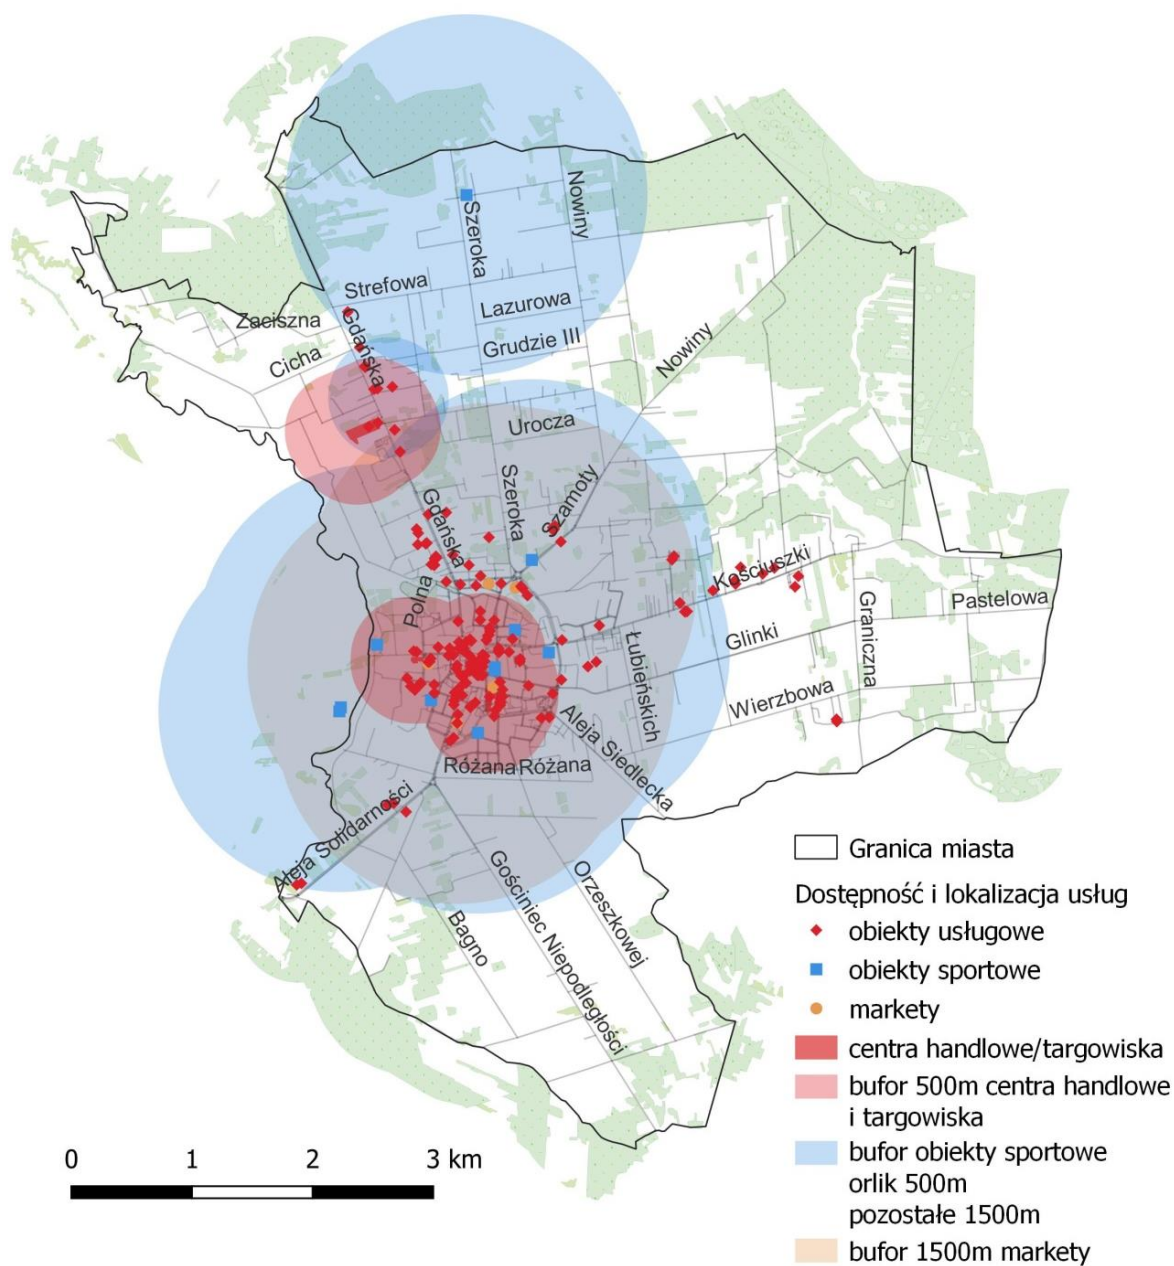 Nowiny
Szeroka
Strefowa
Zaciszna
Gdańska
Lazurowa
Cicha
Grudzie III
Nowiny
Urocza
Szeroka
Szamoty
Gdańska
Kościuszki
Polna
Pastelowa
Graniczna
Glinki
Łubieńskich
Wierzbowa
Aleja Siedlecka
Różana Różana
Aleja Solidarności
Gościniec Niepodległości
Orzeszkowej
Bagno
Granica miasta
Dostępność i lokalizacja usług
obiekty usługowe
obiekty sportowe
markety
centra handlowe/targowiska
bufor 500m centra handlowe
i targowiska
bufor obiekty sportowe
orlik 500m
pozostałe 1500m
bufor 1500m markety
0 1 2 3 km